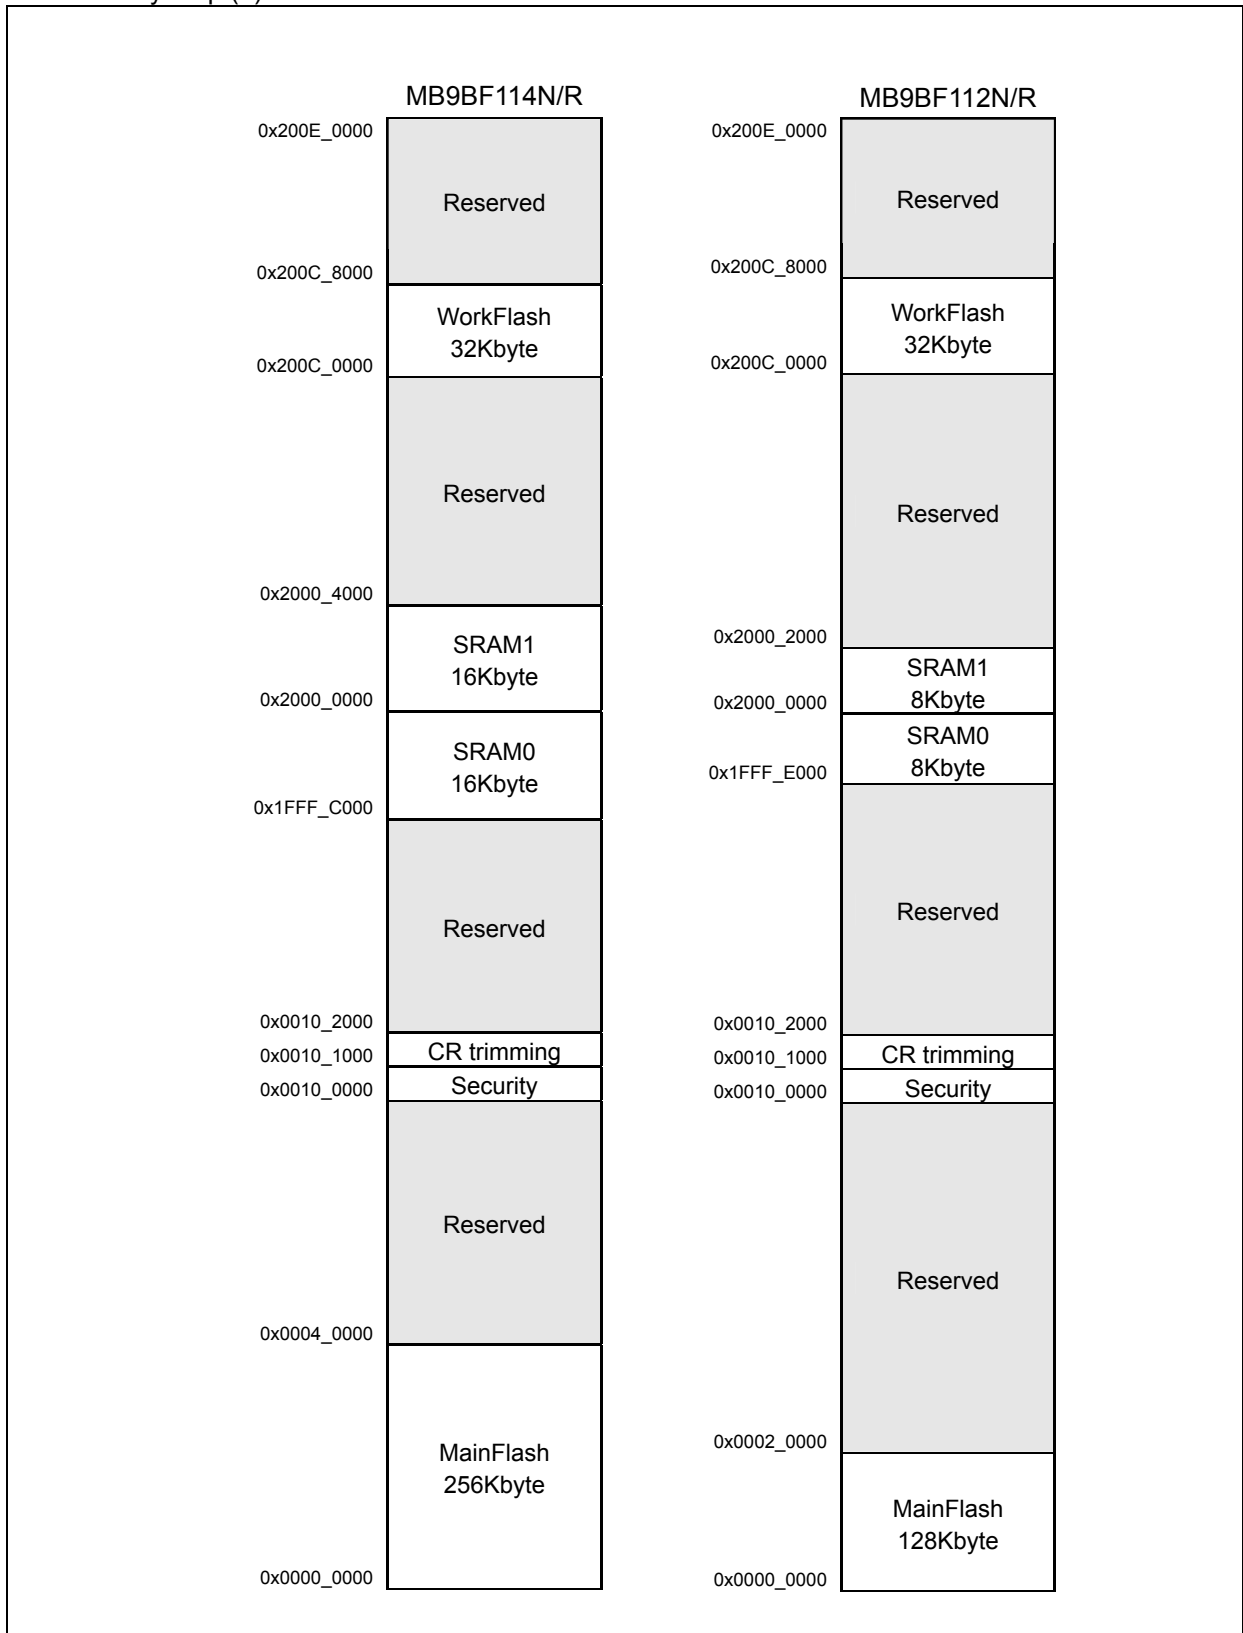 MB9BF114N/R
0x200E_0000
Reserved
0x200C_8000
WorkFlash
32Kbyte
0x200C_0000
Reserved
0x2000_4000
SRAM1
16Kbyte
0x2000_0000
SRAM0
16Kbyte
0x1FFF_C000
Reserved
0x0010_2000
CR trimming
0x0010_1000
Security
0x0010_0000
Reserved
0x0004_0000
MainFlash
256Kbyte
0x0000_0000
MB9BF112N/R
0x200E_0000
Reserved
0x200C_8000
WorkFlash
32Kbyte
0x200C_0000
Reserved
0x2000_2000
SRAM1
8Kbyte
0x2000_0000
SRAM0
8Kbyte
0x1FFF_E000
Reserved
0x0010_2000
CR trimming
0x0010_1000
Security
0x0010_0000
Reserved
0x0002_0000
MainFlash
128Kbyte
0x0000_0000